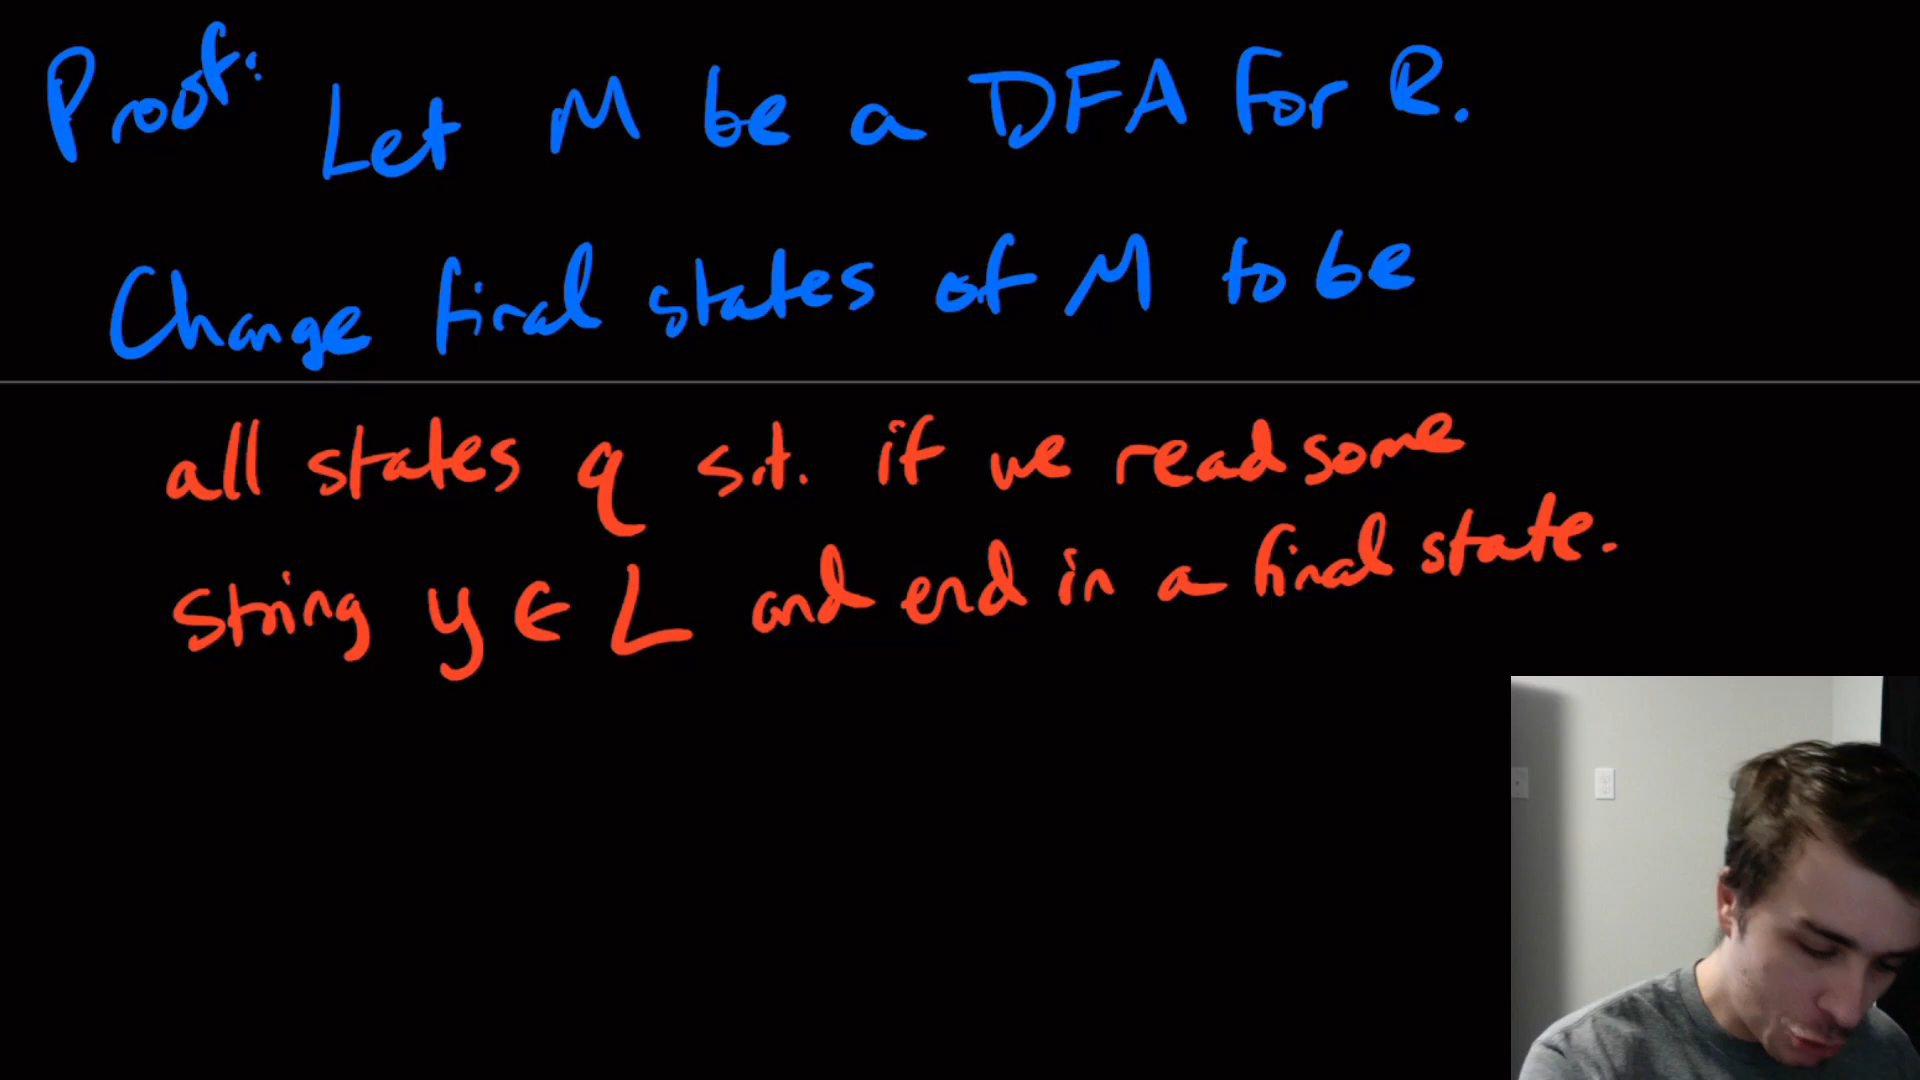 Proof: Let M be a DFA for R.
Change final states of M to be
all states q s.t. if we read some
string y ∈ L and end in a final state.